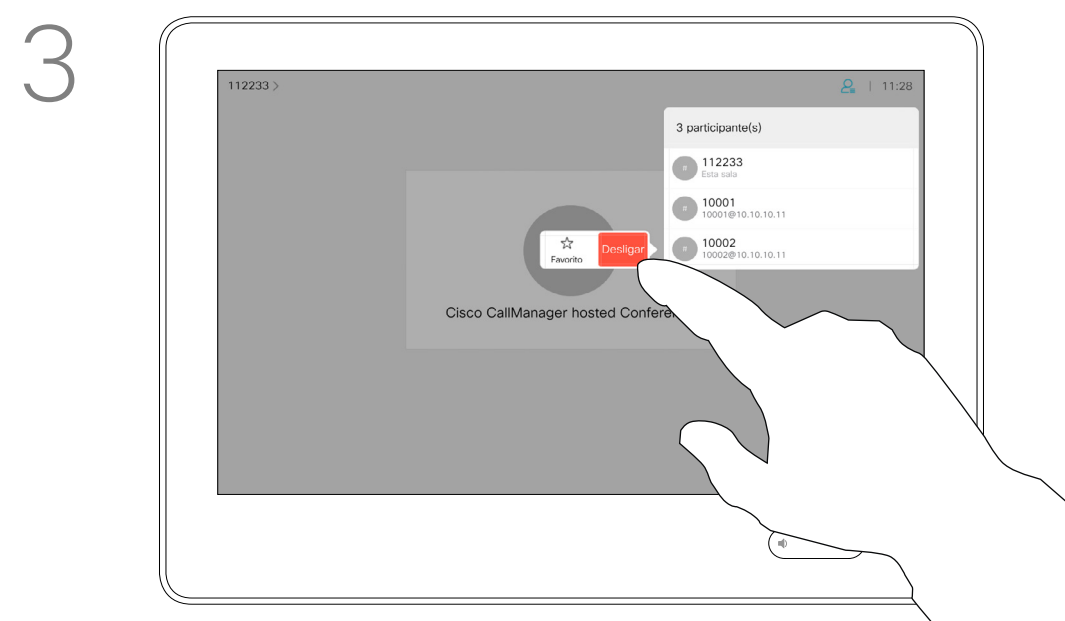 3
112233 >
| 11:28
3 participante(s)
# 112233
Esta sala
# 10001
10001@10.10.10.11
# 10002
10002@10.10.10.11
Favorito
Desligar
Cisco CallManager hosted